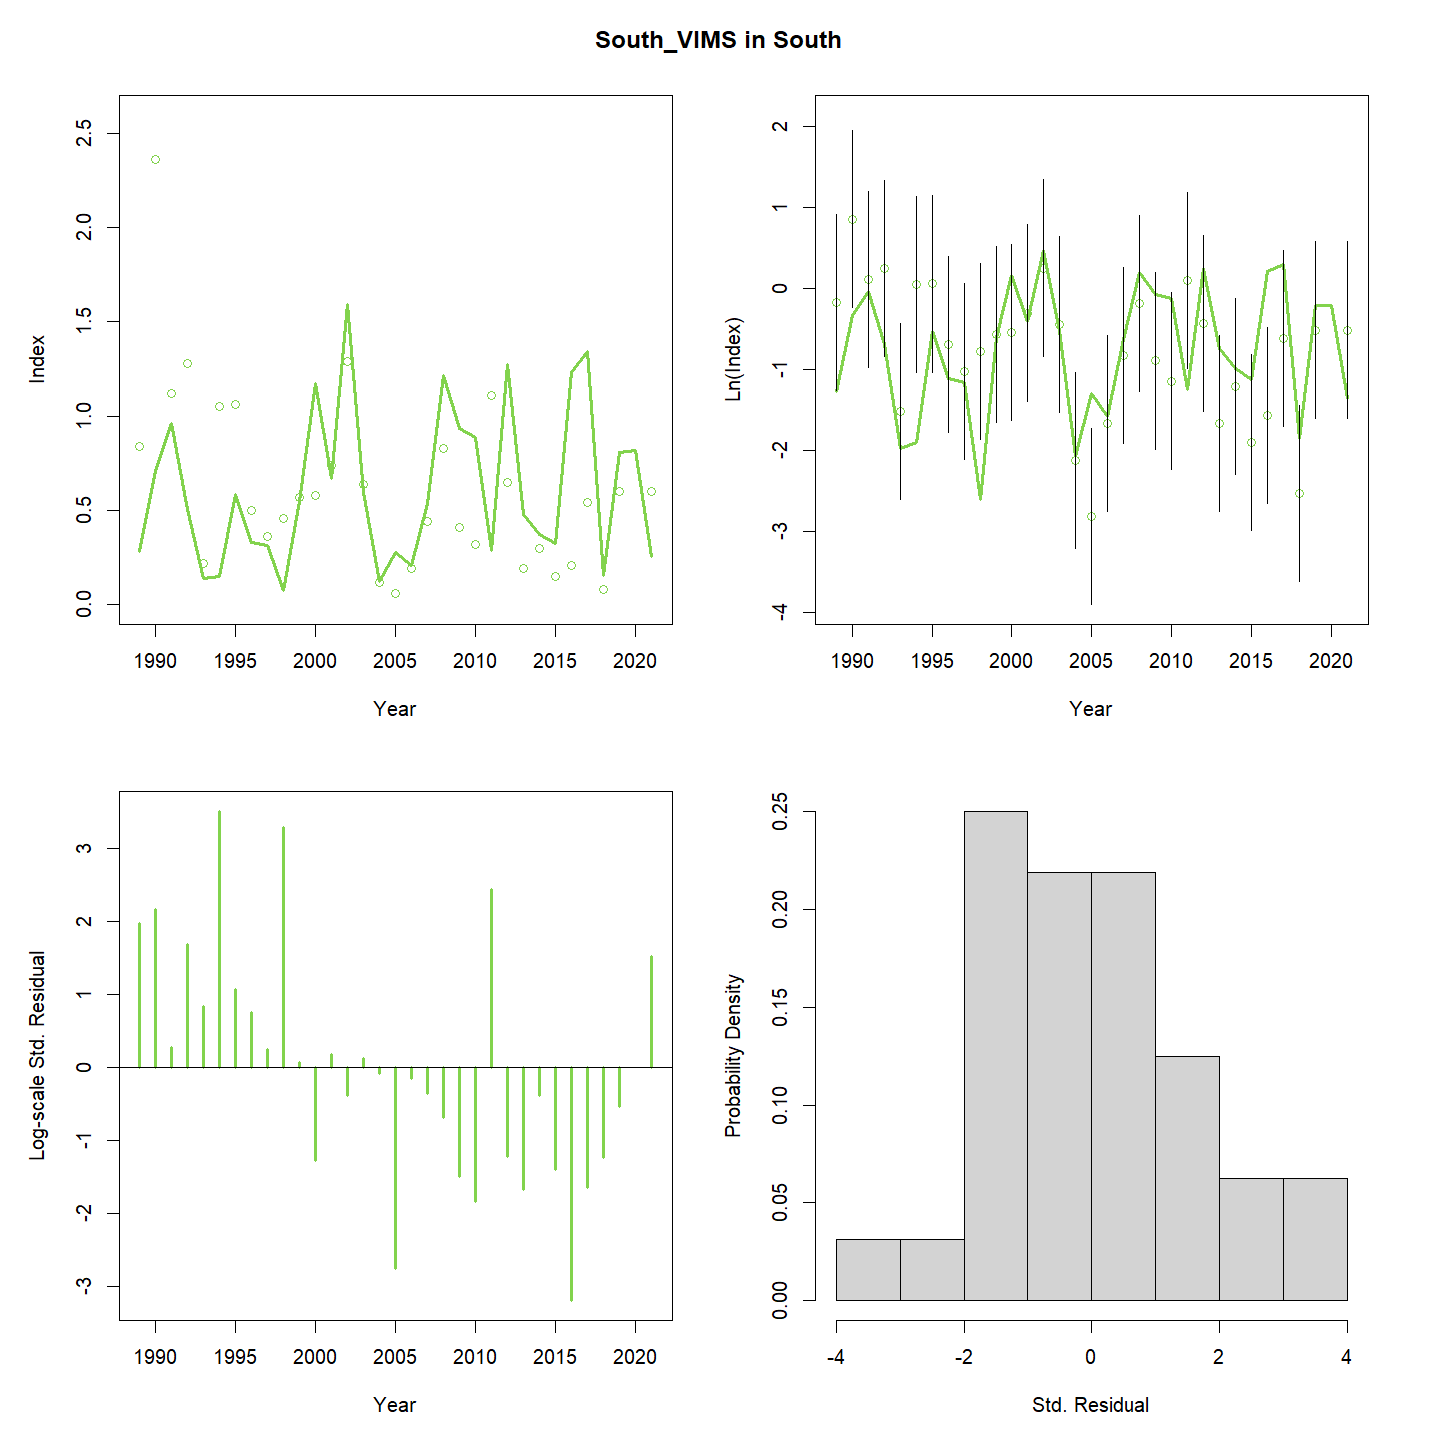 South_VIMS in South
Index
2.5
2.0
1.5
1.0
0.5
0.0
1990 1995 2000 2005 2010 2015 2020
Year
Ln(Index)
2
1
0
-1
-2
-3
-4
1990 1995 2000 2005 2010 2015 2020
Year
Log-scale Std. Residual
3
2
1
0
-1
-2
-3
1990 1995 2000 2005 2010 2015 2020
Year
Probability Density
0.25
0.20
0.15
0.10
0.05
0.00
-4 -2 0 2 4
Std. Residual